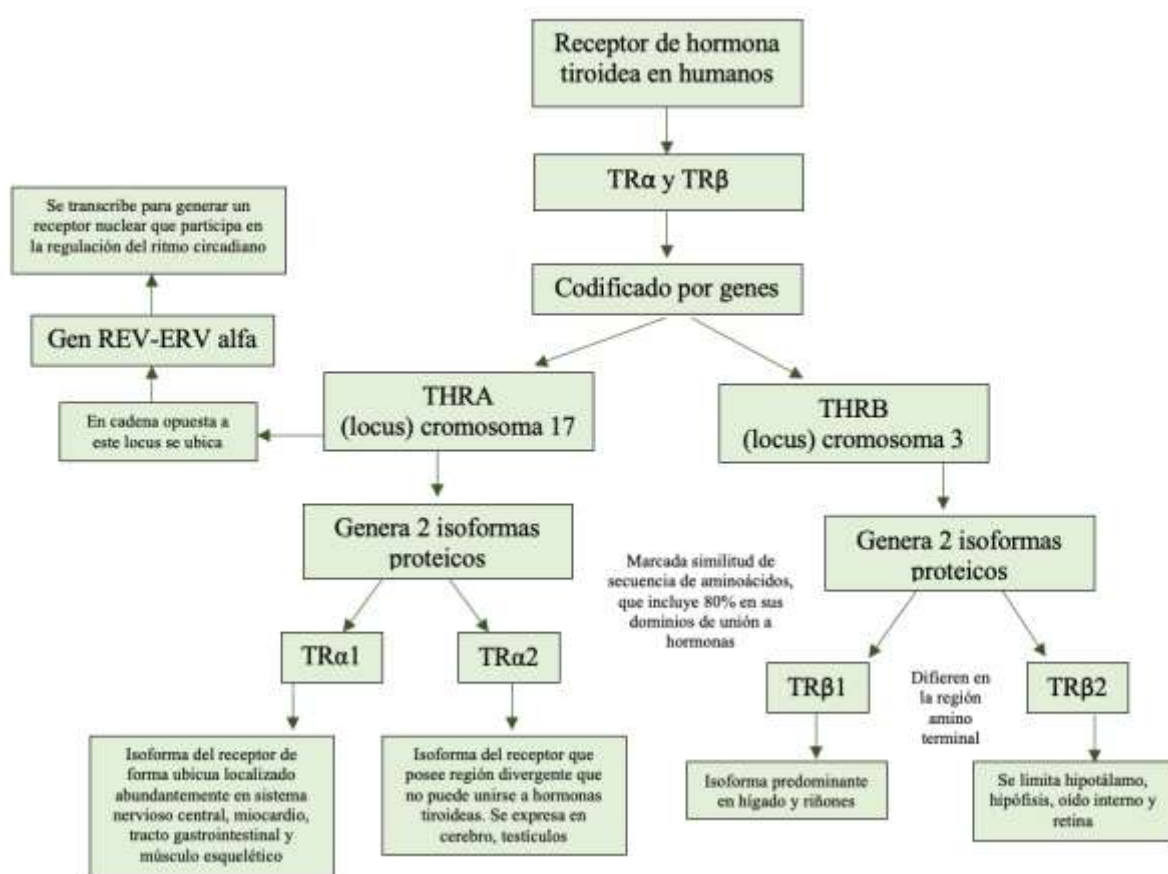 Receptor de hormona
tiroidea en humanos
TRα y TRβ
Codificado por genes
Se transcribe para generar un
receptor nuclear que participa en
la regulación del ritmo circadiano
Gen REV-ERV alfa
En cadena opuesta a
este locus se ubica
THRA
(locus) cromosoma 17
THRB
(locus) cromosoma 3
Genera 2 isoformas
proteicos
Marcada similitud de
secuencia de aminoácidos,
que incluye 80% en sus
dominios de unión a
hormonas
Genera 2 isoformas
proteicos
TRα1
TRα2
TRβ1
Difieren en
la región
amino
terminal
TRβ2
Isoforma del receptor de
forma ubicua localizado
abundantemente en sistema
nervioso central, miocardio,
tracto gastrointestinal y
músculo esquelético
Isoforma del receptor que
posee región divergente que
no puede unirse a hormonas
tiroideas. Se expresa en
cerebro, testículos
Isoforma predominante
en hígado y riñones
Se limita hipotálamo,
hipófisis, oído interno y
retina